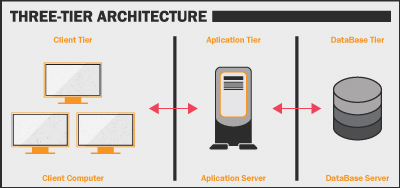 THREE-TIER ARCHITECTURE
Client Tier
Aplication Tier
DataBase Tier
Client Computer
Aplication Server
DataBase Server